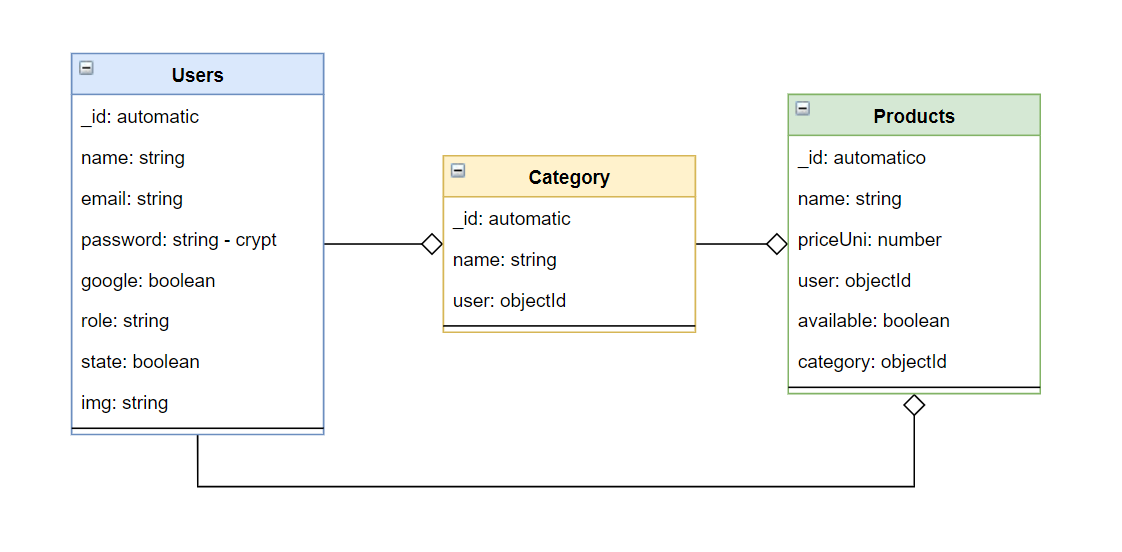 Users
_id: automatic
name: string
email: string
password: string - crypt
google: boolean
role: string
state: boolean
img: string
Category
_id: automatic
name: string
user: objectId
Products
_id: automatico
name: string
priceUni: number
user: objectId
available: boolean
category: objectId